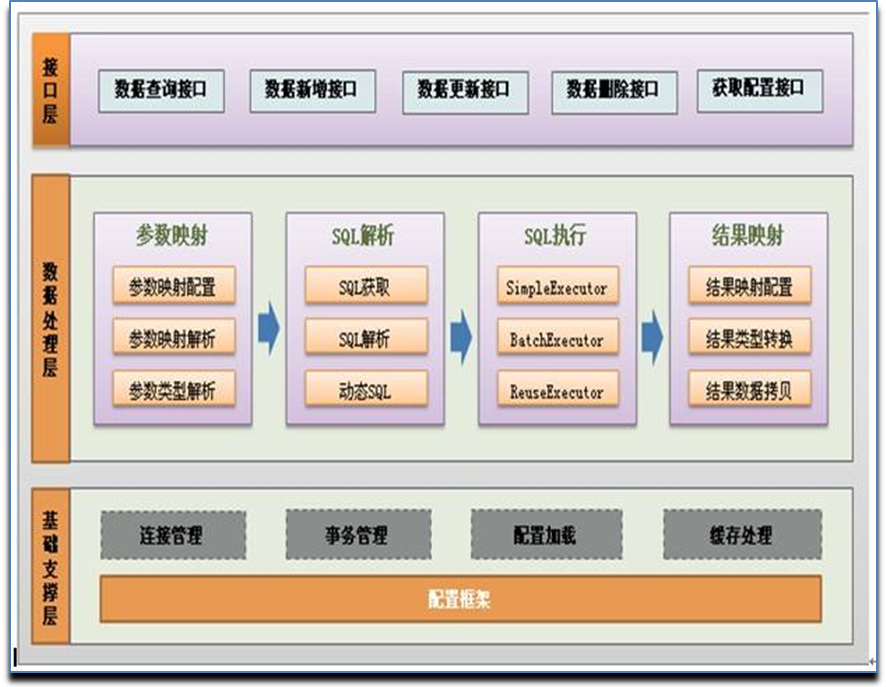 接口层
数据查询接口
数据新增接口
数据更新接口
数据删除接口
获取配置接口
数据处理层
参数映射
参数映射配置
参数映射解析
参数类型解析
SQL解析
SQL获取
SQL解析
动态SQL
SQL执行
SimpleExecutor
BatchExecutor
ReuseExecutor
结果映射
结果映射配置
结果类型转换
结果数据拷贝
基础支撑层
连接管理
事务管理
配置加载
缓存处理
配置框架